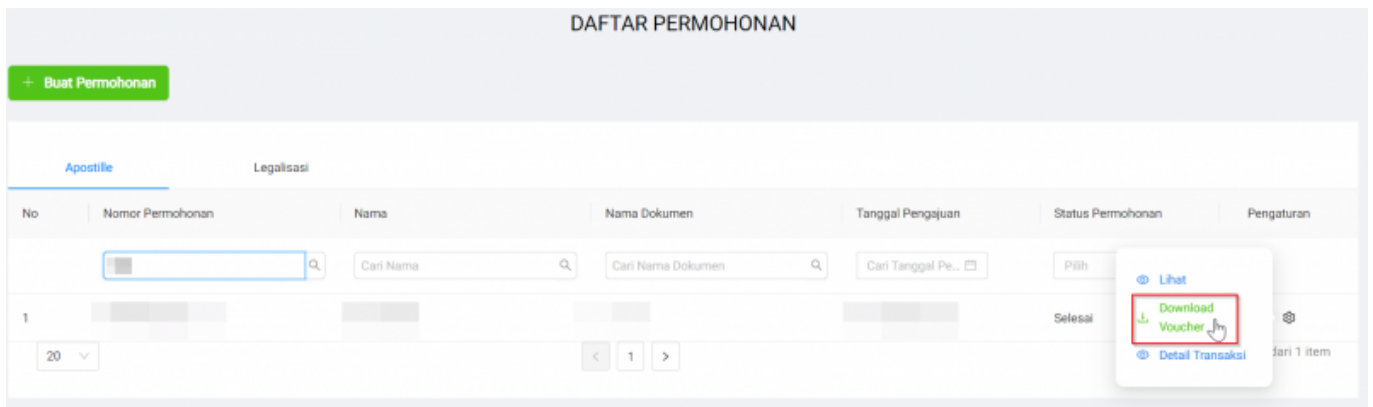 DAFTAR PERMOHONAN
+ Buat Permohonan
Apostille Legalisasi
No Nomor Permohonan Nama Nama Dokumen Tanggal Pengajuan Status Permohonan Pengaturan
Cari Nama Cari Nama Dokumen Cari Tanggal Pe... Pilih
Lihat
1 Selesai
Download
Voucher
20 < 1 >
Detail Transaksi dari 1 item